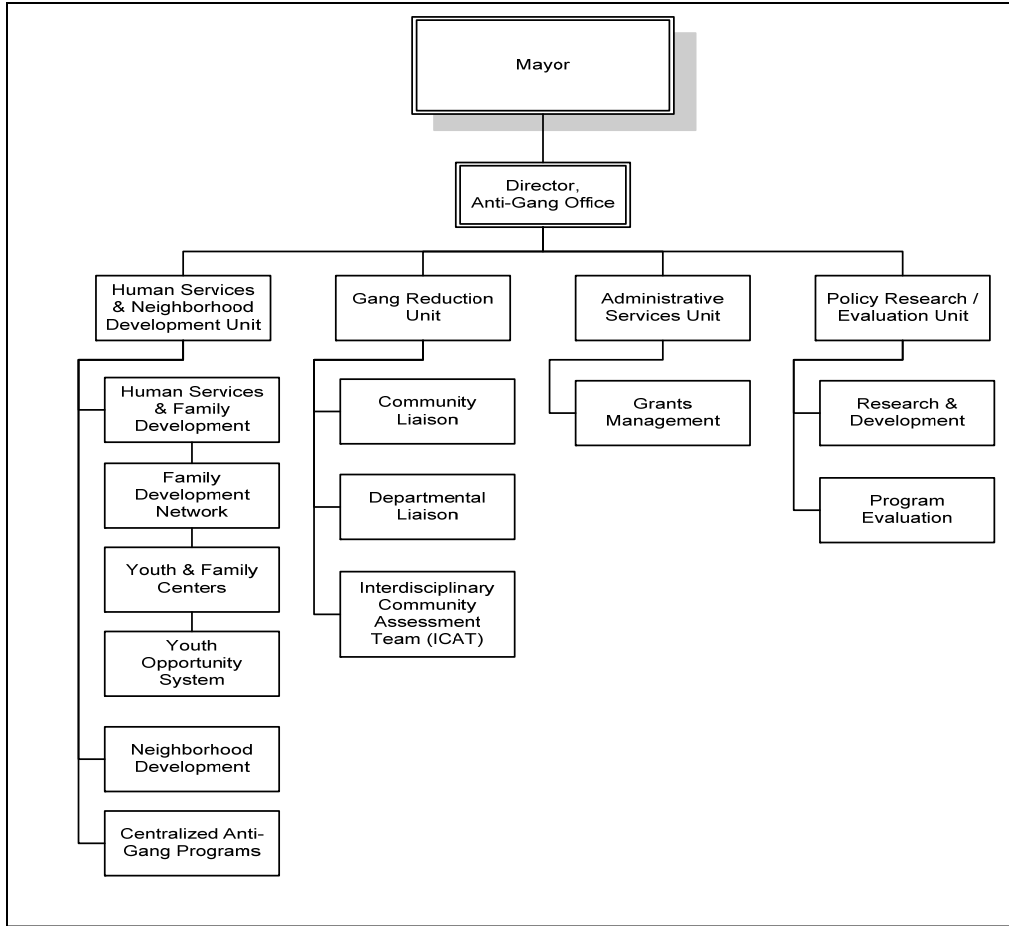 Mayor
Director,
Anti-Gang Office
Human Services
& Neighborhood
Development Unit
Gang Reduction
Unit
Administrative
Services Unit
Policy Research /
Evaluation Unit
Human Services
& Family
Development
Family
Development
Network
Youth & Family
Centers
Youth
Opportunity
System
Neighborhood
Development
Centralized Anti-
Gang Programs
Community
Liaison
Departmental
Liaison
Interdisciplinary
Community
Assessment
Team (ICAT)
Grants
Management
Research &
Development
Program
Evaluation